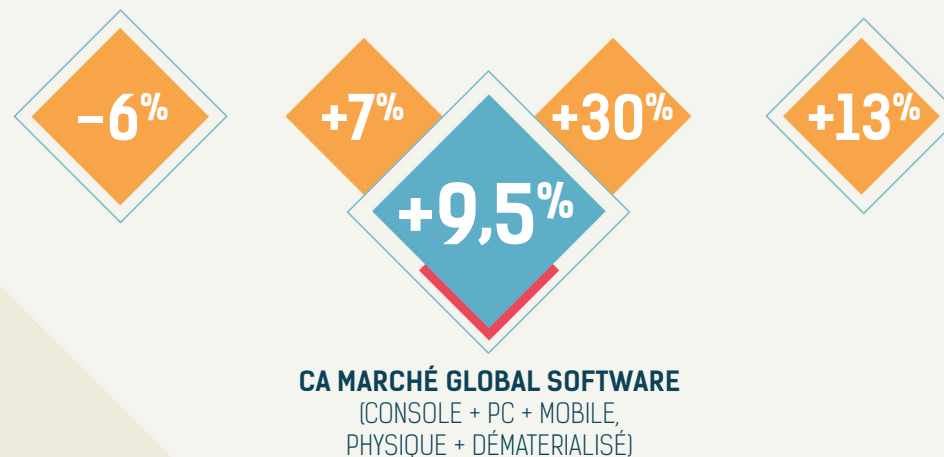 –6%
+7%
+30%
+13%
+9,5%
CA MARCHÉ GLOBAL SOFTWARE
(CONSOLE + PC + MOBILE,
PHYSIQUE + DÉMATERIALISÉ)